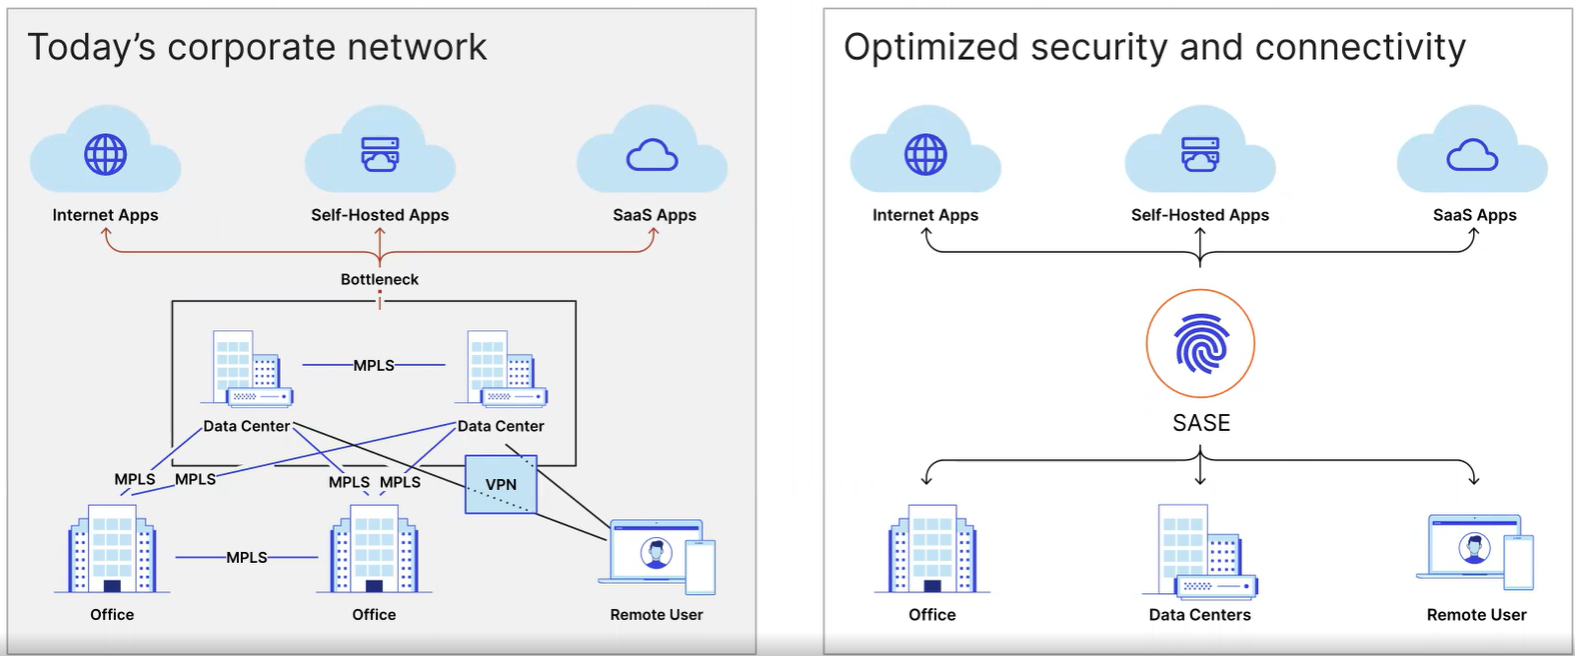 Today’s corporate network
Internet Apps
Self-Hosted Apps
SaaS Apps
Bottleneck
MPLS
Data Center
Data Center
MPLS
MPLS
MPLS
MPLS
VPN
MPLS
Office
Office
Remote User
Optimized security and connectivity
Internet Apps
Self-Hosted Apps
SaaS Apps
SASE
Office
Data Centers
Remote User